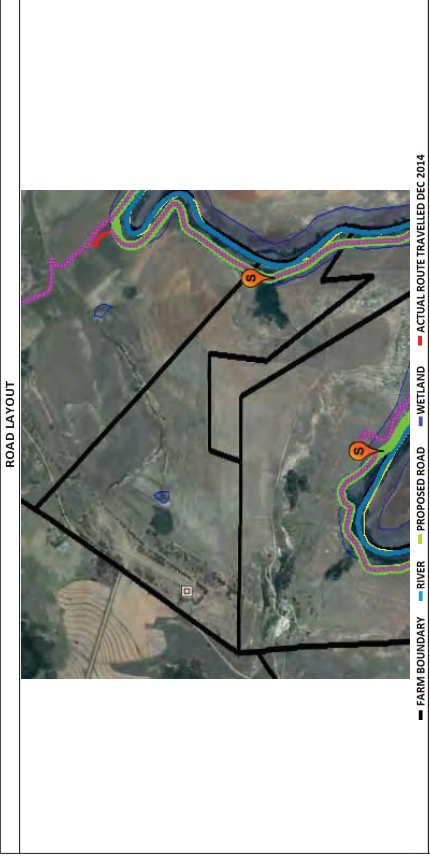 ROAD LAYOUT
S
S
FARM BOUNDARY RIVER PROPOSED ROAD WETLAND ACTUAL ROUTE TRAVELLED DEC 2014